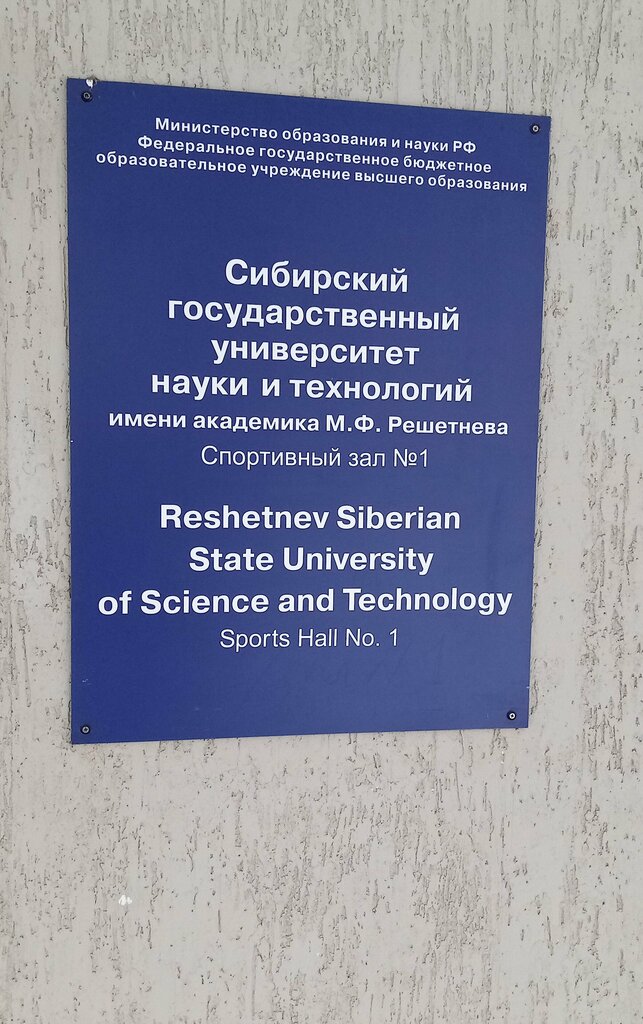 Министерство образования и науки РФ
Федеральное государственное бюджетное
образовательное учреждение высшего образования
Сибирский
государственный
университет
науки и технологий
имени академика М.Ф. Решетнева
Спортивный зал №1
Reshetnev Siberian
State University
of Science and Technology
Sports Hall No. 1